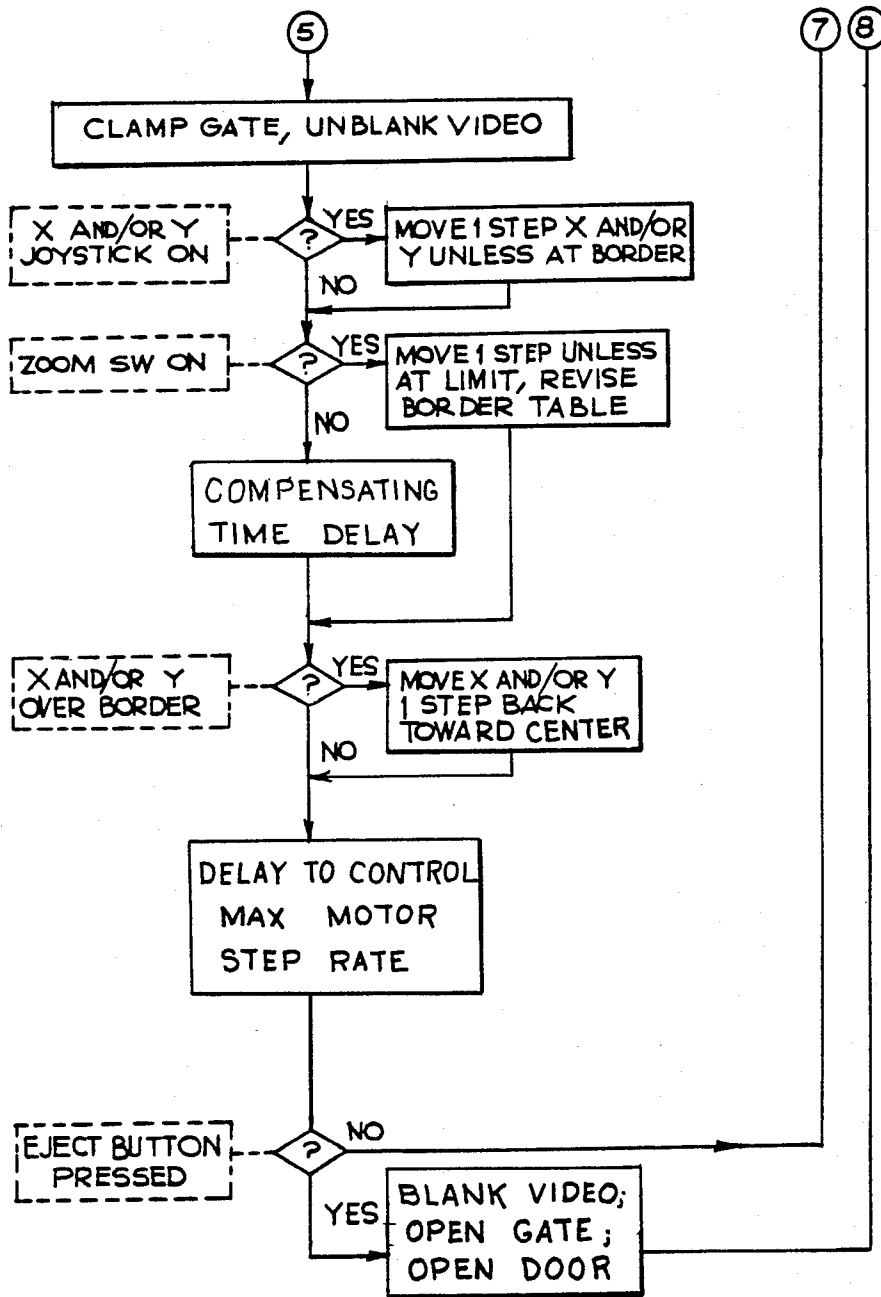 5
7
8
CLAMP GATE, UNBLANK VIDEO
X AND/OR Y
JOYSTICK ON
?
YES
MOVE 1 STEP X AND/OR
Y UNLESS AT BORDER
NO
ZOOM SW ON
?
YES
MOVE 1 STEP UNLESS
AT LIMIT, REVISE
BORDER TABLE
NO
COMPENSATING
TIME DELAY
X AND/OR Y
OVER BORDER
?
YES
MOVE X AND/OR Y
1 STEP BACK
TOWARD CENTER
NO
DELAY TO CONTROL
MAX MOTOR
STEP RATE
EJECT BUTTON
PRESSED
?
NO
YES
BLANK VIDEO;
OPEN GATE;
OPEN DOOR